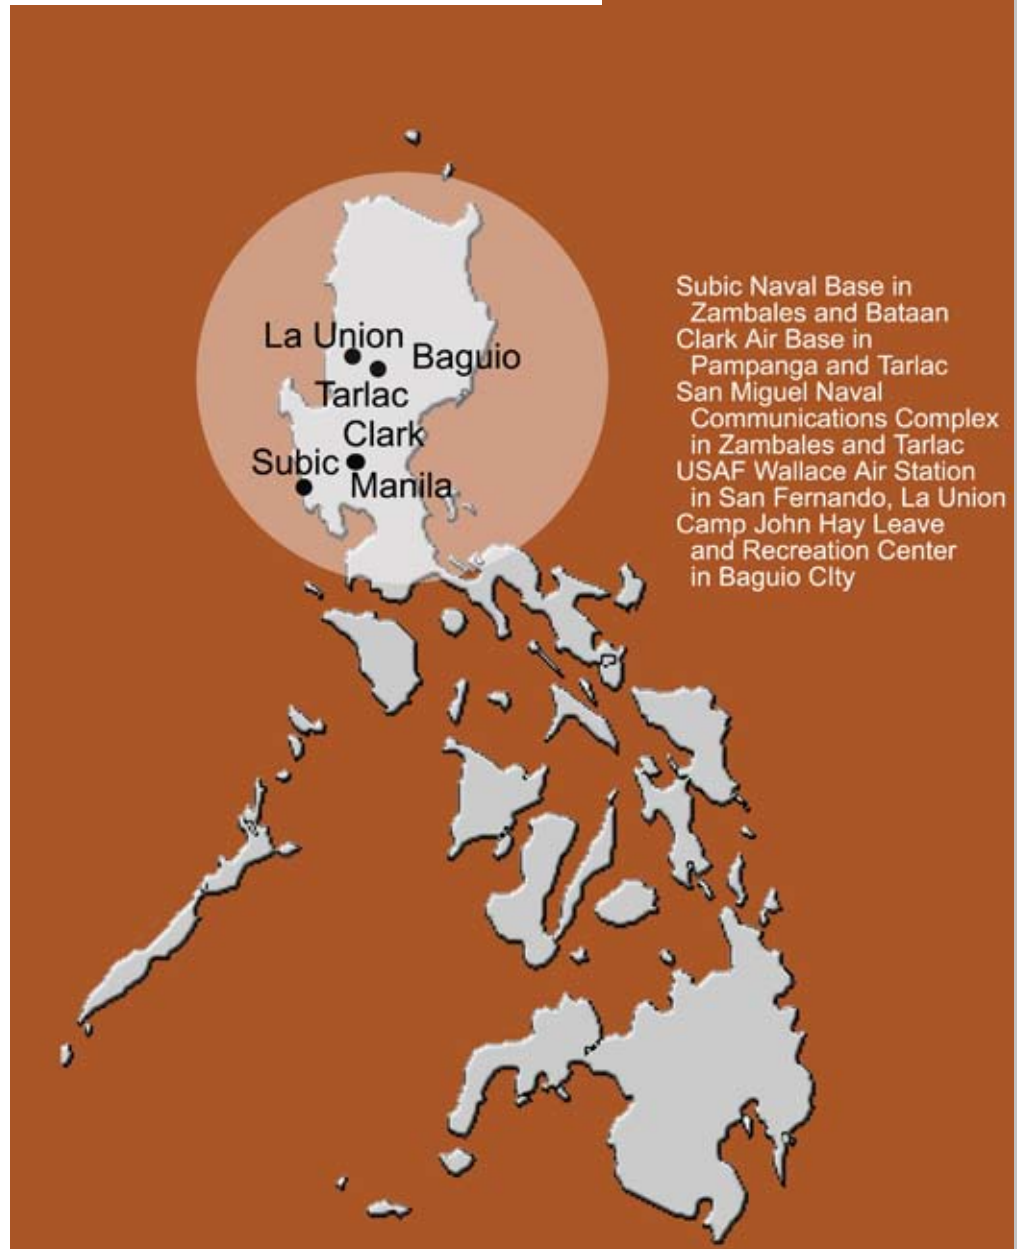 La Union
Baguio
Tarlac
Clark
Subic
Manila
Subic Naval Base in
Zambales and Bataan
Clark Air Base in
Pampanga and Tarlac
San Miguel Naval
Communications Complex
in Zambales and Tarlac
USAF Wallace Air Station
in San Fernando, La Union
Camp John Hay Leave
and Recreation Center
in Baguio CIty